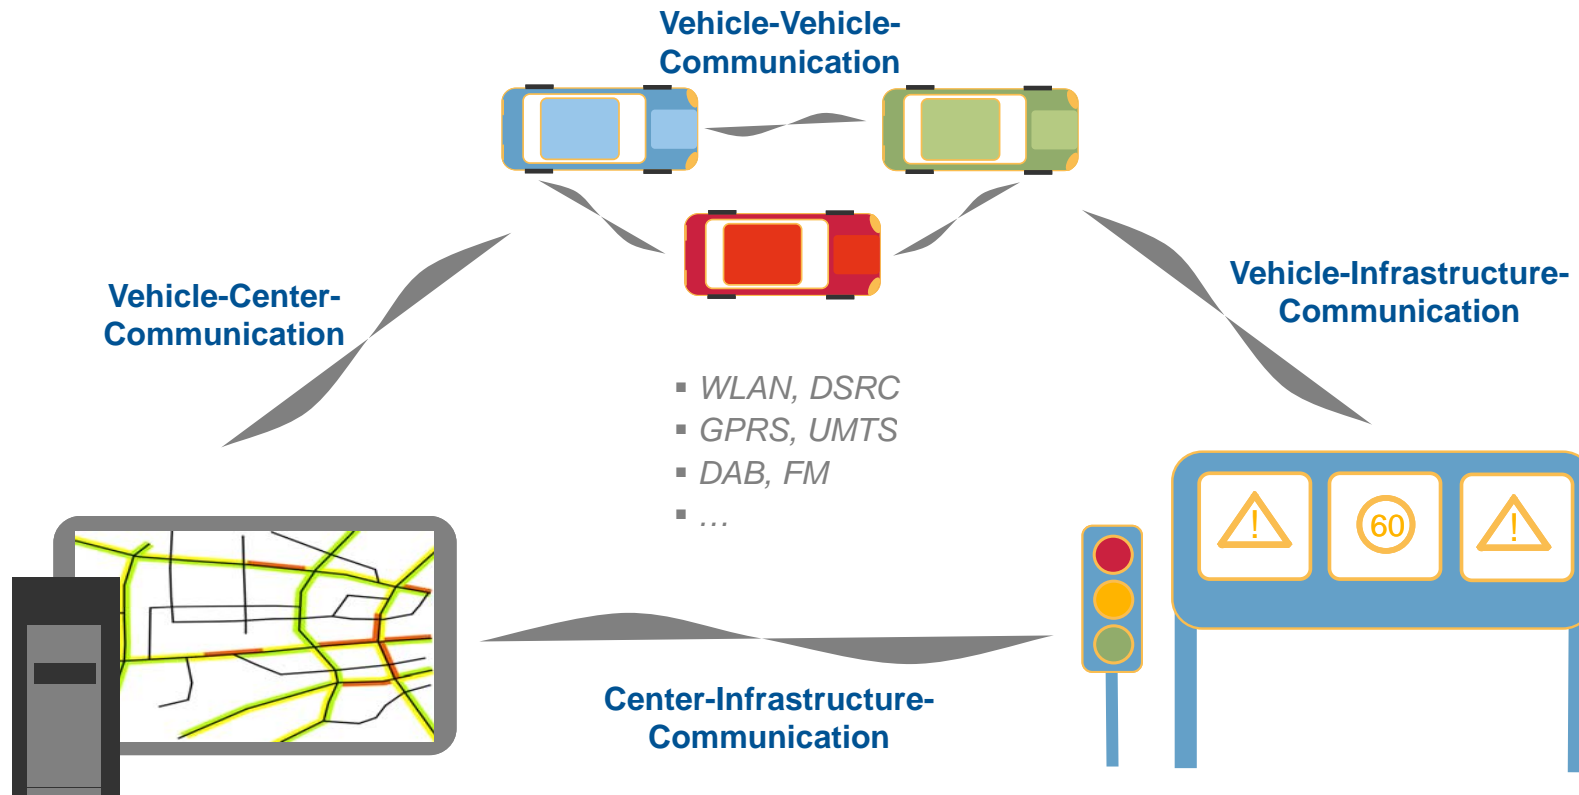 Vehicle-Vehicle-
Communication
Vehicle-Center-
Communication
Vehicle-Infrastructure-
Communication
▪ WLAN, DSRC
▪ GPRS, UMTS
▪ DAB, FM
▪ …
! 60 !
Center-Infrastructure-
Communication